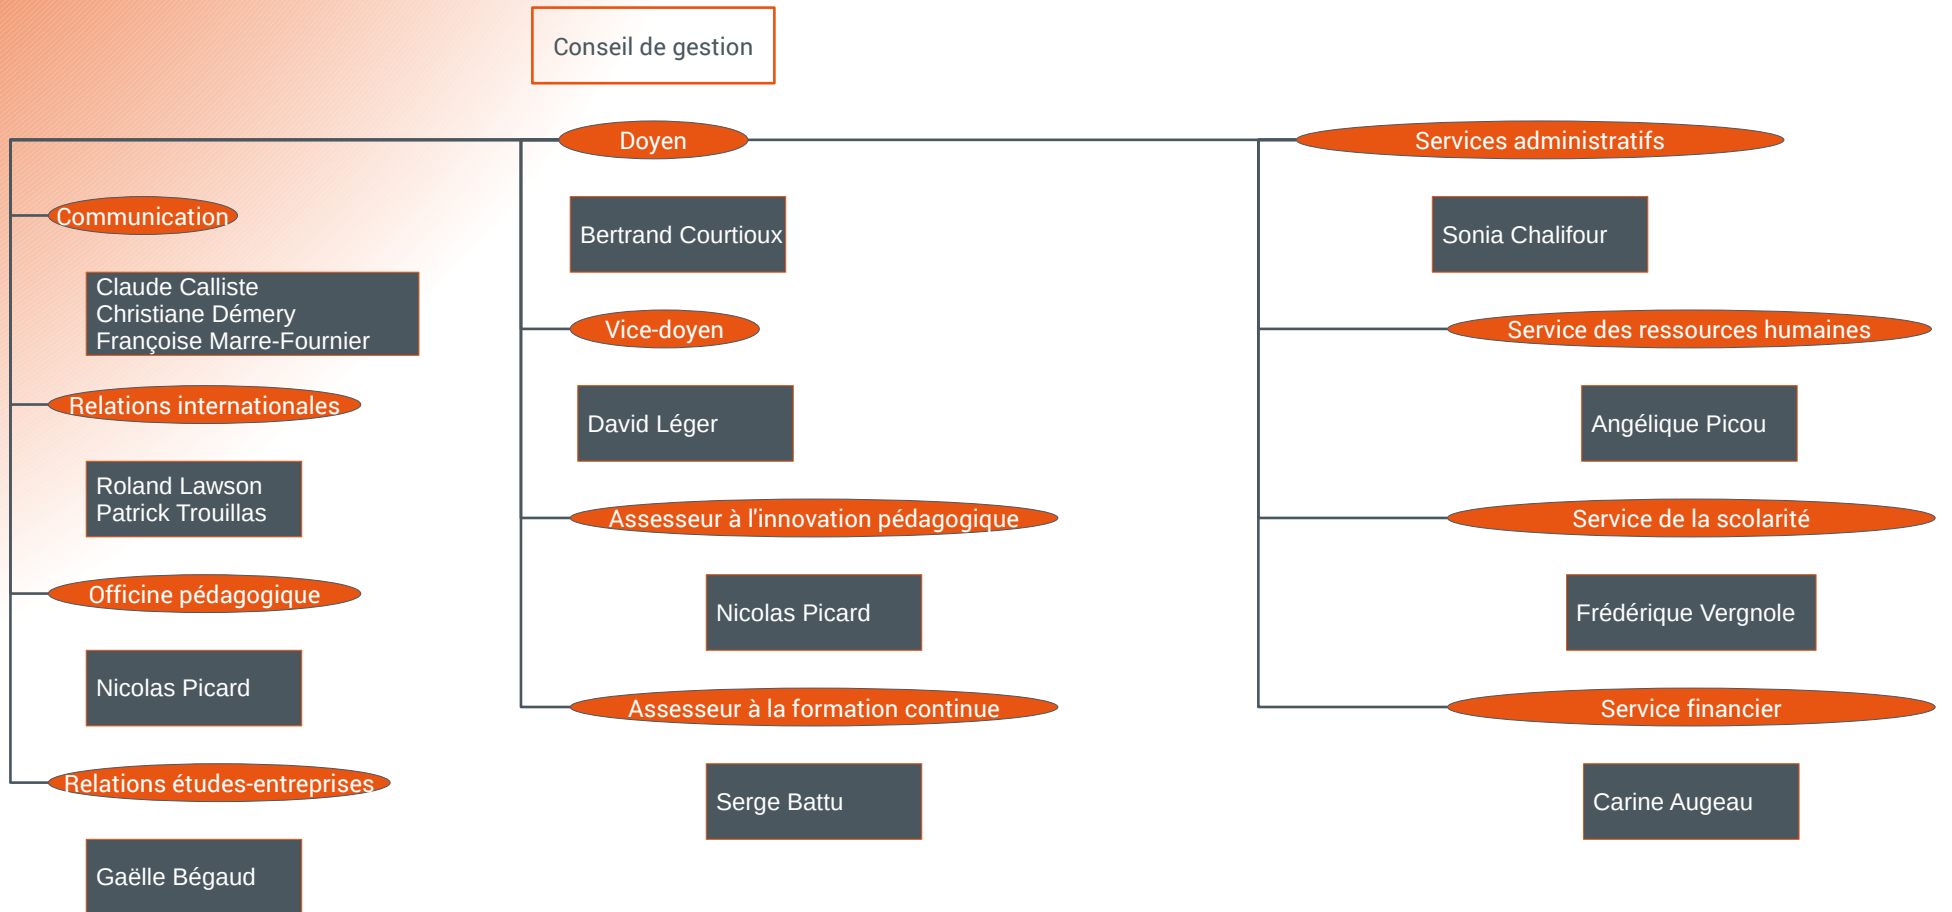 Conseil de gestion
Doyen
Bertrand Courtioux
Communication
Claude Calliste
Christiane Démery
Françoise Marre-Fournier
Relations internationales
Roland Lawson
Patrick Trouillas
Officine pédagogique
Nicolas Picard
Relations études-entreprises
Gaëlle Bégaud
Vice-doyen
David Léger
Assesseur à l'innovation pédagogique
Nicolas Picard
Assesseur à la formation continue
Serge Battu
Services administratifs
Sonia Chalifour
Service des ressources humaines
Angélique Picou
Service de la scolarité
Frédérique Vergnole
Service financier
Carine Augeau